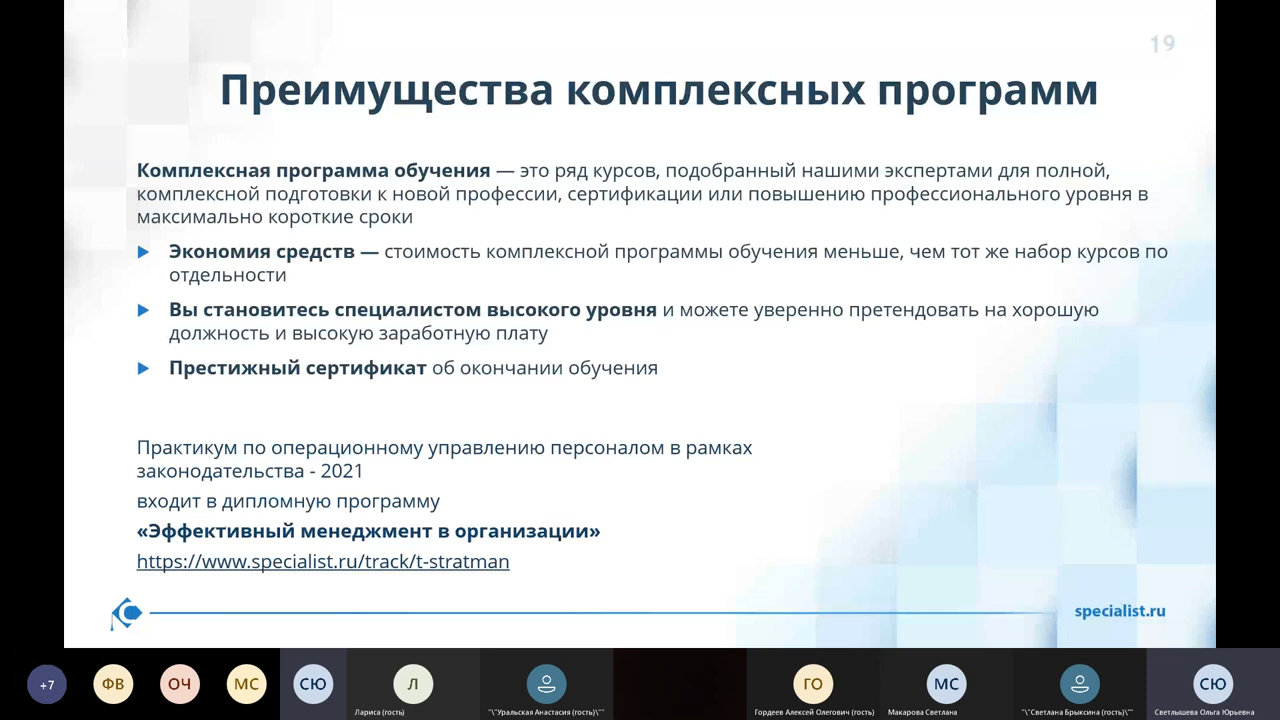 19
Преимущества комплексных программ
Комплексная программа обучения — это ряд курсов, подобранный нашими экспертами для полной,
комплексной подготовки к новой профессии, сертификации или повышению профессионального уровня в
максимально короткие сроки
Экономия средств — стоимость комплексной программы обучения меньше, чем тот же набор курсов по
отдельности
Вы становитесь специалистом высокого уровня и можете уверенно претендовать на хорошую
должность и высокую заработную плату
Престижный сертификат об окончании обучения
Практикум по операционному управлению персоналом в рамках
законодательства - 2021
входит в дипломную программу
«Эффективный менеджмент в организации»
https://www.specialist.ru/track/t-stratman
specialist.ru
+7 ФВ ОЧ МС СЮ Л ГО МС СЮ
Лариса (гость) "\"Уральская Анастасия (гость)\"" Гордеев Алексей Олегович (гость) Макарова Светлана "\"Светлана Брыксина (гость)\"" Светлышева Ольга Юрьевна